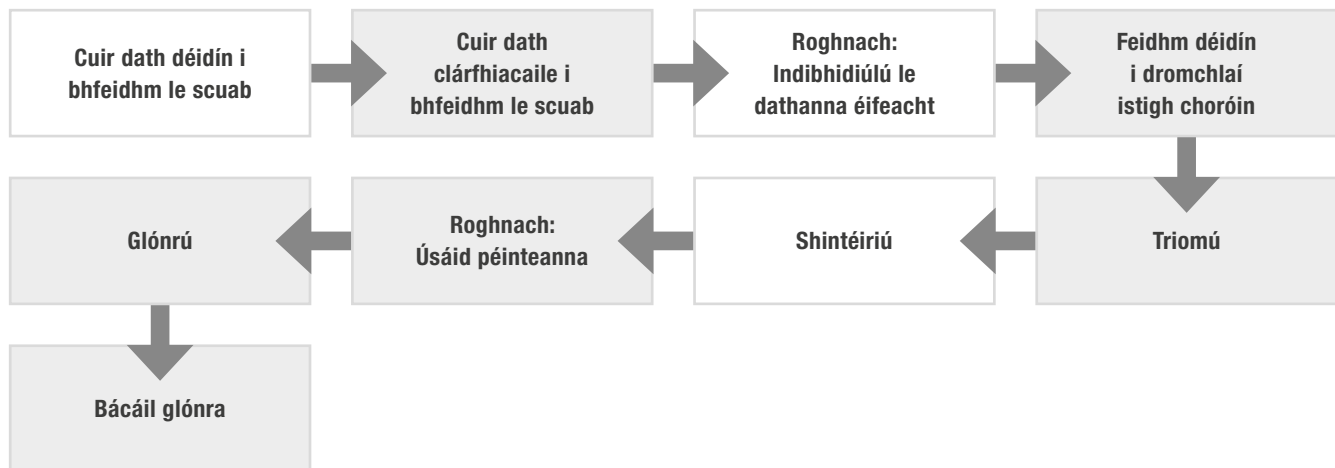 Cuir dath déidín i
bhfeidhm le scuab
Cuir dath
clárfhiacaile i
bhfeidhm le scuab
Roghnach:
Indibhidiúlú le
dathanna éifeacht
Feidhm déidín
i dromchlaí
istigh choróin
Triomú
Shintéiriú
Roghnach:
Úsáid péinteanna
Glónrú
Bácáil glónra